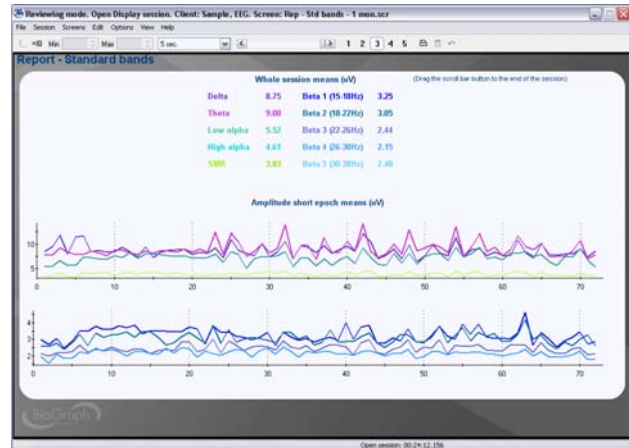 Reviewing mode. Open Display session. Client: Sample, EEG. Screen: Rep - Std bands - 1 mon.scr
File Session Screens Edit Options View Help
Min Max 5 sec. 1 2 3 4 5
Report - Standard bands
Whole session means (uV) (Drag the scroll bar button to the end of the session)
Delta 8.75 Beta 1 (15-18Hz) 3.25
Theta 9.08 Beta 2 (18-22Hz) 3.05
Low alpha 5.52 Beta 3 (22-26Hz) 2.44
High alpha 4.61 Beta 4 (26-30Hz) 2.15
SMR 3.83 Beta 5 2.40
Amplitude short epoch means (uV)
10
5
0 10 20 30 40 50 60 70
4
3
2
0 10 20 30 40 50 60 70
BioGraph
Open session: 00:24:12.156